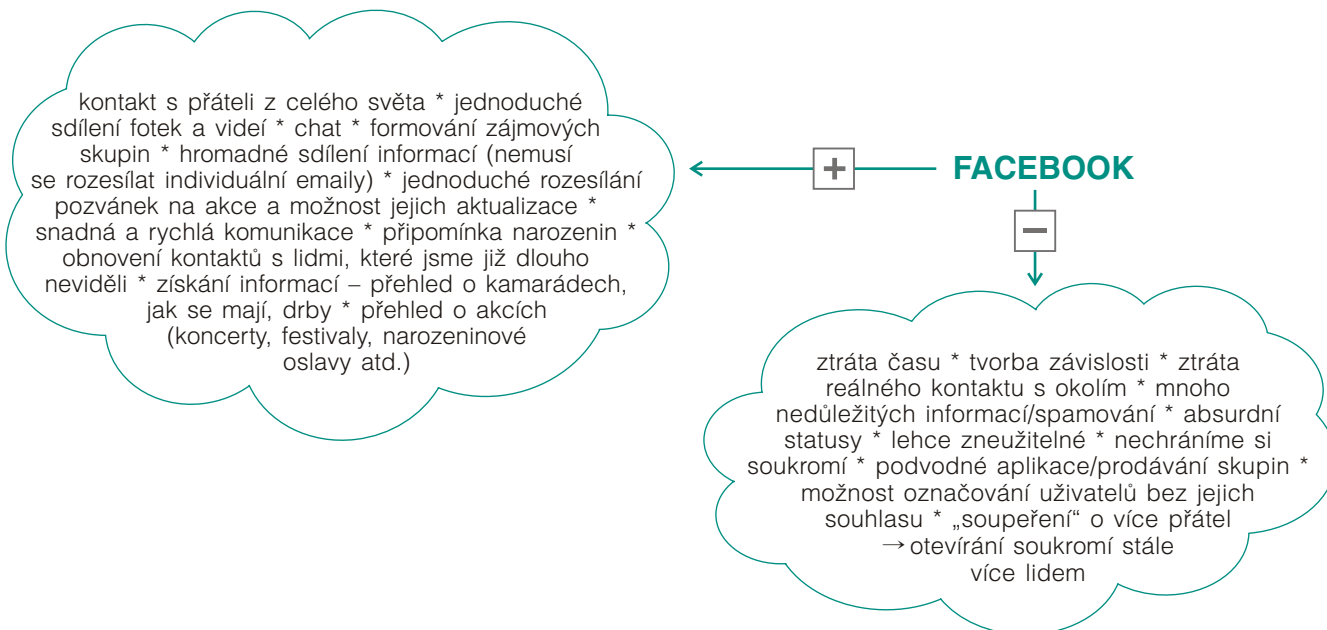 kontakt s přáteli z celého světa * jednoduché
sdílení fotek a videí * chat * formování zájmových
skupin * hromadné sdílení informací (nemusí
se rozesílat individuální emaily) * jednoduché rozesílání
pozvánek na akce a možnost jejich aktualizace *
snadná a rychlá komunikace * připomínka narozenin *
obnovení kontaktů s lidmi, které jsme již dlouho
neviděli * získání informací – přehled o kamarádech,
jak se mají, drby * přehled o akcích
(koncerty, festivaly, narozeninové
oslavy atd.)
+
FACEBOOK
−
ztráta času * tvorba závislosti * ztráta
reálného kontaktu s okolím * mnoho
nedůležitých informací/spamování * absurdní
statusy * lehce zneužitelné * nechráníme si
soukromí * podvodné aplikace/prodávání skupin *
možnost označování uživatelů bez jejich
souhlasu * „soupeření“ o více přátel
→ otevírání soukromí stále
více lidem